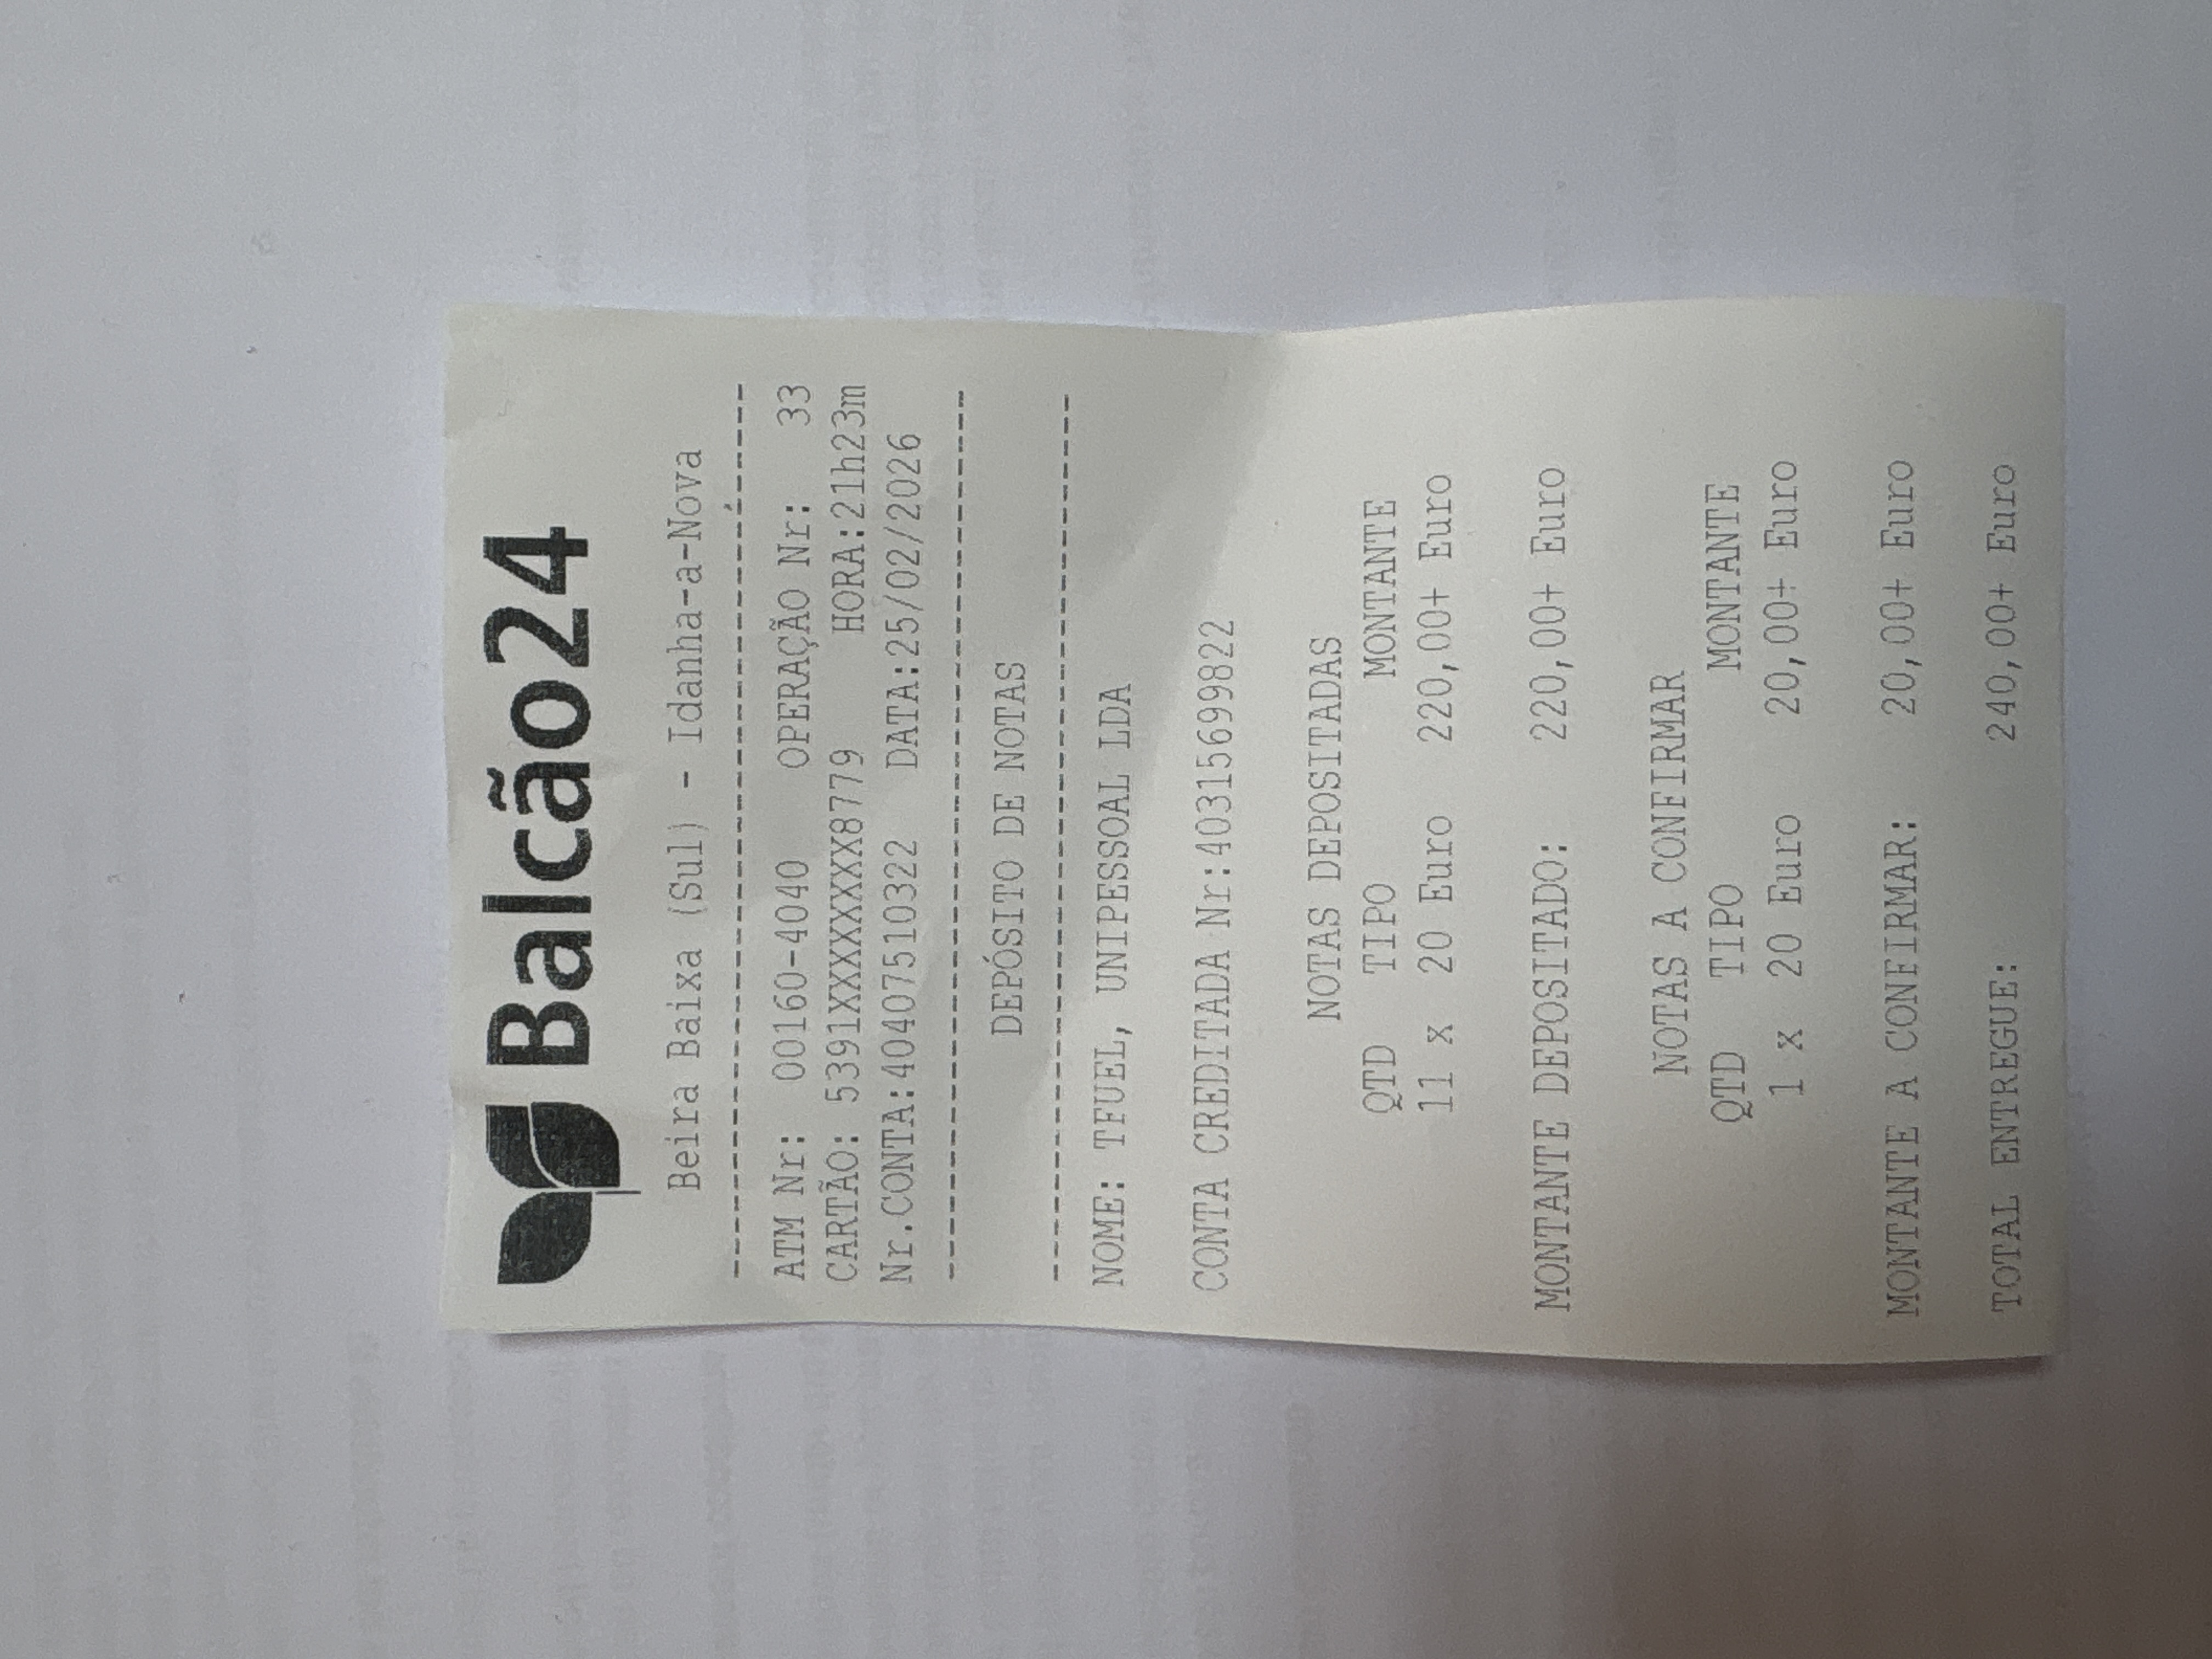 Balcão24
Beira Baixa (Sul) - Idanha-a-Nova
ATM Nr: 00160-4040 OPERAÇÃO Nr: 33
CARTÃO: 5391XXXXXXXX8779 HORA:21h23m
Nr.CONTA:40407510322 DATA:25/02/2026
DEPÓSITO DE NOTAS
NOME: TFUEL, UNIPESSOAL LDA
CONTA CREDITADA Nr:40315699822
NOTAS DEPOSITADAS
QTD TIPO MONTANTE
11 x 20 Euro 220,00+ Euro
MONTANTE DEPOSITADO: 220,00+ Euro
NOTAS A CONFIRMAR
QTD TIPO MONTANTE
1 x 20 Euro 20,00+ Euro
MONTANTE A CONFIRMAR: 20,00+ Euro
TOTAL ENTREGUE: 240,00+ Euro